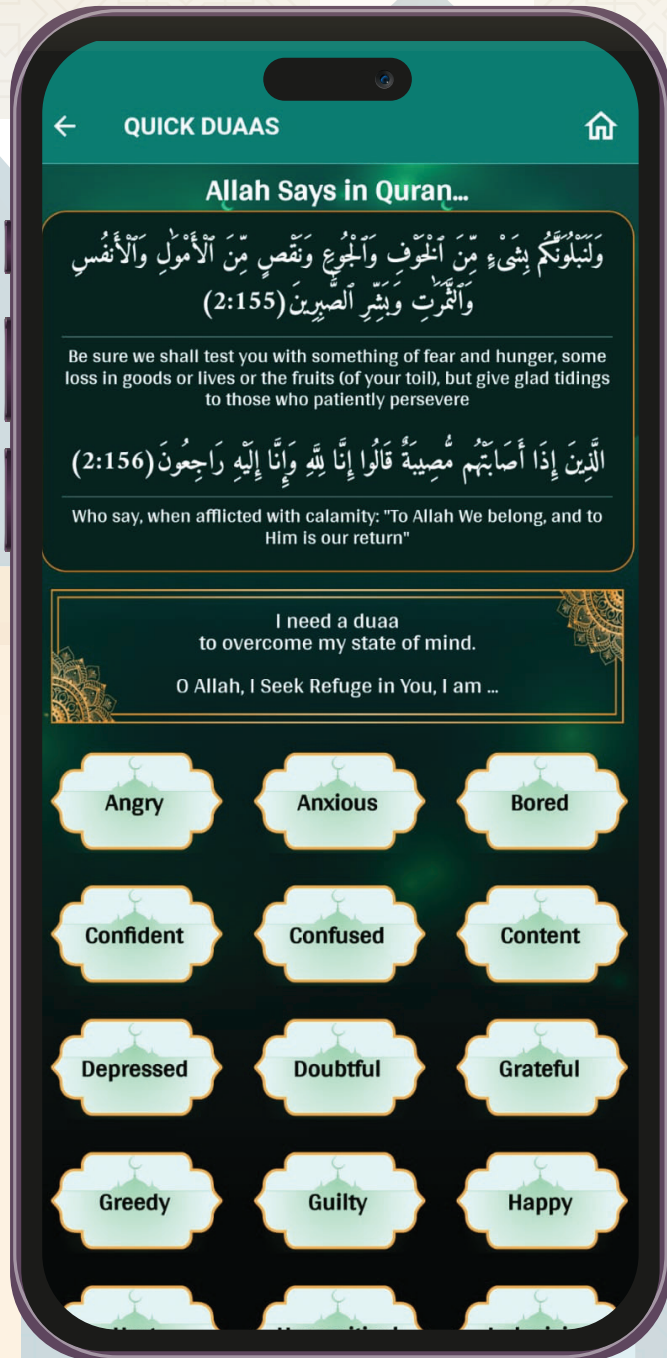 QUICK DUAAS
Allah Says in Quran...
وَلَنَبْلُوَنَّكُم بِشَىْءٍ مِّنَ ٱلْخَوْفِ وَٱلْجُوعِ وَنَقْصٍ مِّنَ ٱلْأَمْوَٰلِ وَٱلْأَنفُسِ
وَٱلثَّمَرَٰتِ وَبَشِّرِ ٱلصَّٰبِرِينَ(2:155)
Be sure we shall test you with something of fear and hunger, some
loss in goods or lives or the fruits (of your toil), but give glad tidings
to those who patiently persevere
الَّذِينَ إِذَا أَصَابَتْهُم مُّصِيبَةٌ قَالُوا إِنَّا لِلَّهِ وَإِنَّا إِلَيْهِ رَاجِعُونَ(2:156)
Who say, when afflicted with calamity: "To Allah We belong, and to
Him is our return"
I need a duaa
to overcome my state of mind.
O Allah, I Seek Refuge in You, I am ...
Angry Anxious Bored
Confident Confused Content
Depressed Doubtful Grateful
Greedy Guilty Happy